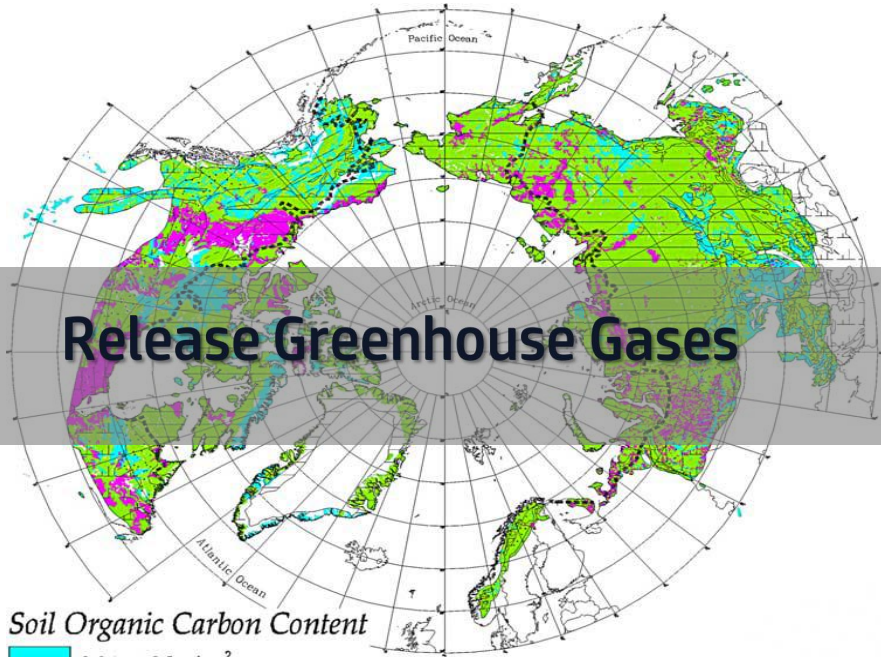 Pacific Ocean
Arctic Ocean
Release Greenhouse Gases
Atlantic Ocean
Soil Organic Carbon Content